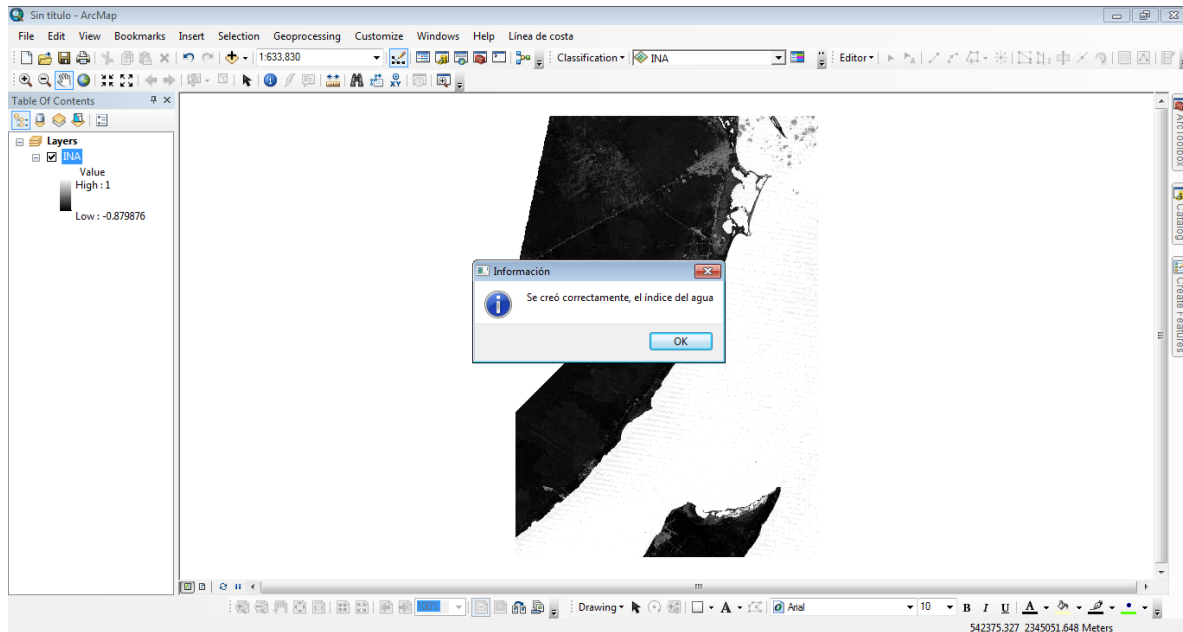 Sin título - ArcMap
File Edit View Bookmarks Insert Selection Geoprocessing Customize Windows Help Línea de costa
1:633,830 Classification INA Editor
Table Of Contents
Layers
INA
Value
High : 1
Low : -0.879876
Información
Se creó correctamente, el índice del agua
OK
ArcToolbox
Catalog
Create Features
100%
Drawing A Arial 10 B I U A
542375.327 2345051.648 Meters